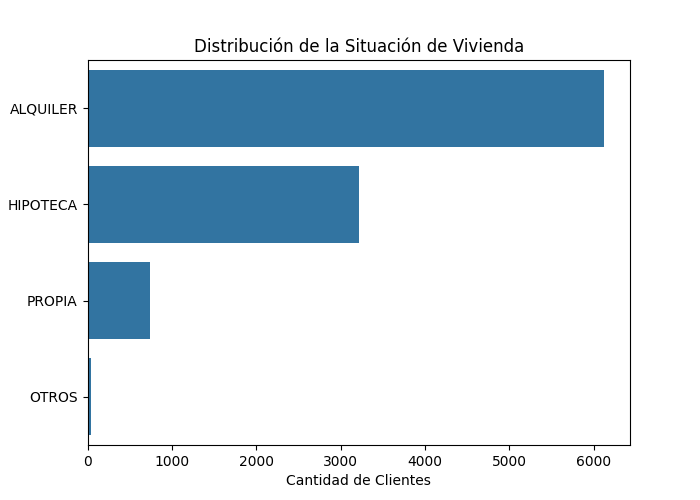 Distribución de la Situación de Vivienda
ALQUILER
HIPOTECA
PROPIA
OTROS
0 1000 2000 3000 4000 5000 6000
Cantidad de Clientes